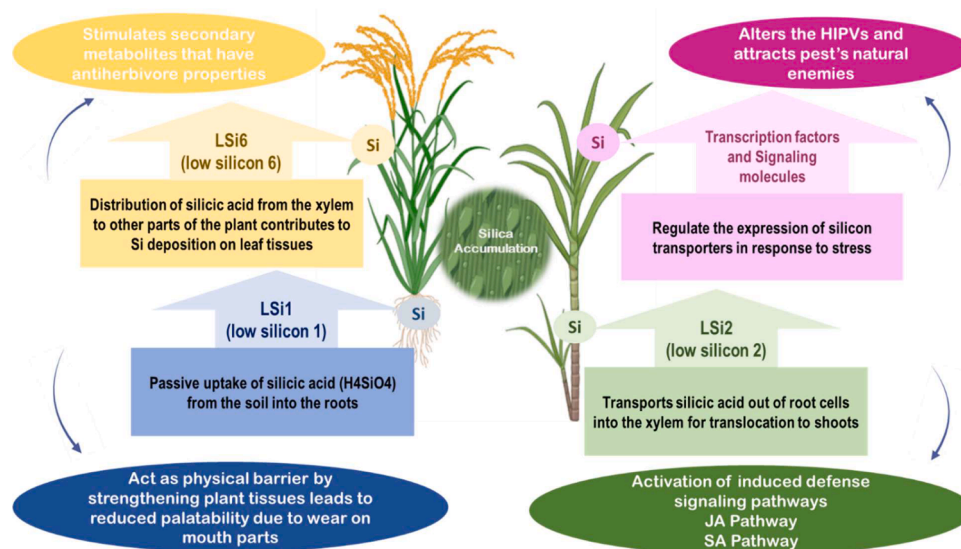 Stimulates secondary
metabolites that have
antiherbivore properties
LSi6
(low silicon 6)
Si
Distribution of silicic acid from the xylem
to other parts of the plant contributes to
Si deposition on leaf tissues
LSi1
(low silicon 1)
Si
Passive uptake of silicic acid (H4SiO4)
from the soil into the roots
Act as physical barrier by
strengthening plant tissues leads to
reduced palatability due to wear on
mouth parts
Silica
Accumulation
Alters the HIPVs and
attracts pest's natural
enemies
Si
Transcription factors
and Signaling
molecules
Regulate the expression of silicon
transporters in response to stress
Si
LSi2
(low silicon 2)
Transports silicic acid out of root cells
into the xylem for translocation to shoots
Activation of induced defense
signaling pathways
JA Pathway
SA Pathway